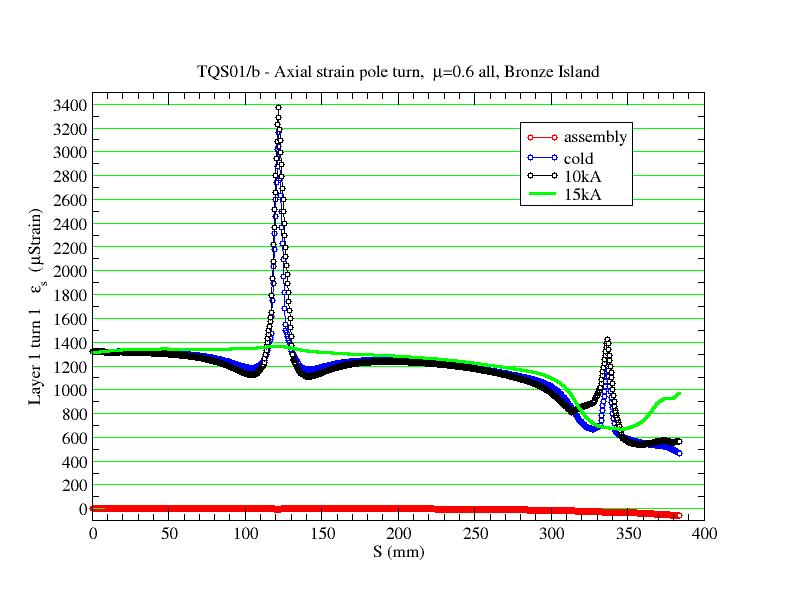 TQS01/b - Axial strain pole turn, μ=0.6 all, Bronze Island
Layer 1 turn 1 εs (μStrain)
3400
3200
3000
2800
2600
2400
2200
2000
1800
1600
1400
1200
1000
800
600
400
200
0
assembly
cold
10kA
15kA
0 50 100 150 200 250 300 350 400
S (mm)